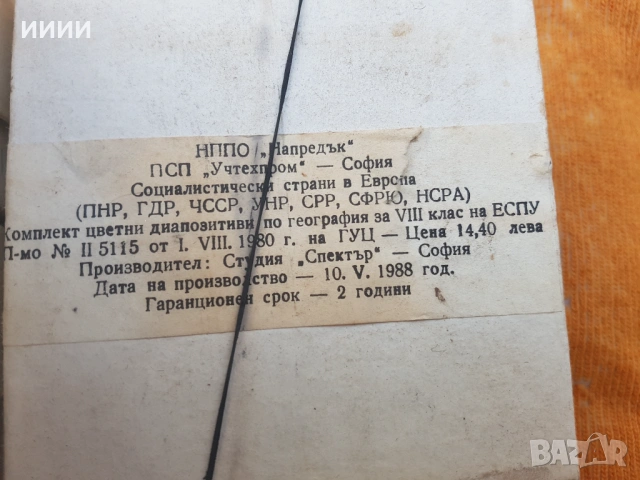 ииии
НППО „Напредък“
ПСП „Учтехпром“ — София
Социалистически страни в Европа
(ПНР, ГДР, ЧССР, УНР, СРР, СФРЮ, НСРА)
Комплект цветни диапозитиви по география за VIII клас на ЕСПУ
П-мо № II 5115 от I. VIII. 1980 г. на ГУЦ — Цена 14,40 лева
Производител: Студия „Спектър“ — София
Дата на производство — 10. V. 1988 год.
Гаранционен срок — 2 години
BAZAR